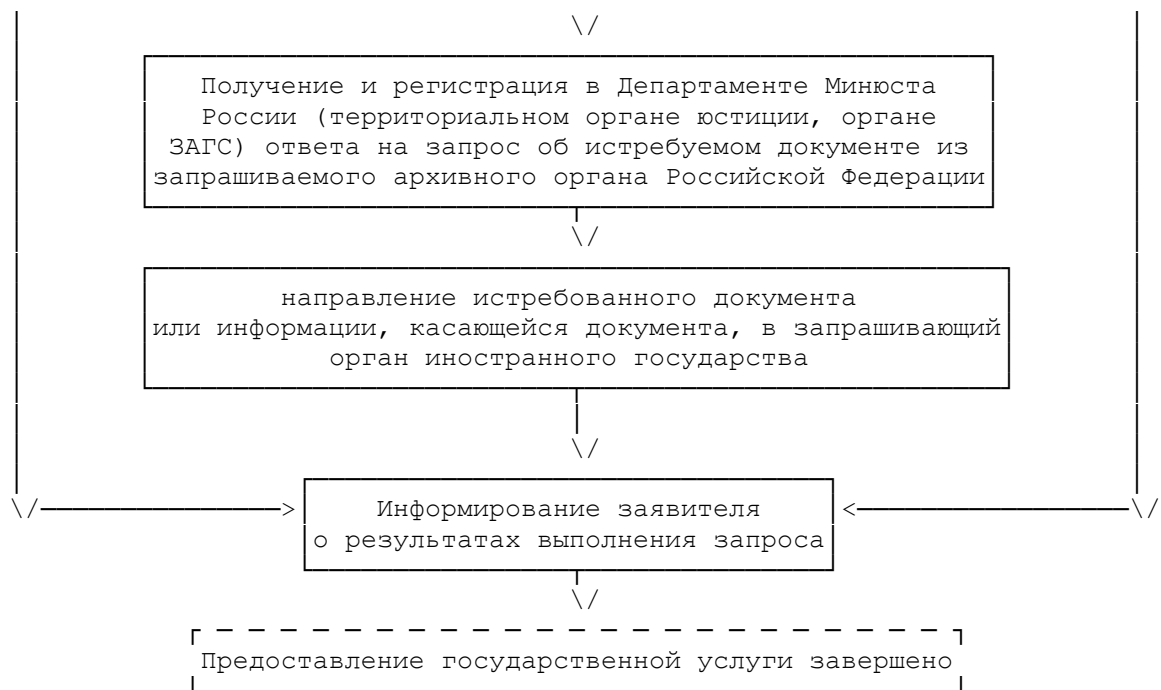 Получение и регистрация в Департаменте Минюста
России (территориальном органе юстиции, органе
ЗАГС) ответа на запрос об истребуемом документе из
запрашиваемого архивного органа Российской Федерации
направление истребованного документа
или информации, касающейся документа, в запрашивающий
орган иностранного государства
Информирование заявителя
о результатах выполнения запроса
Предоставление государственной услуги завершено